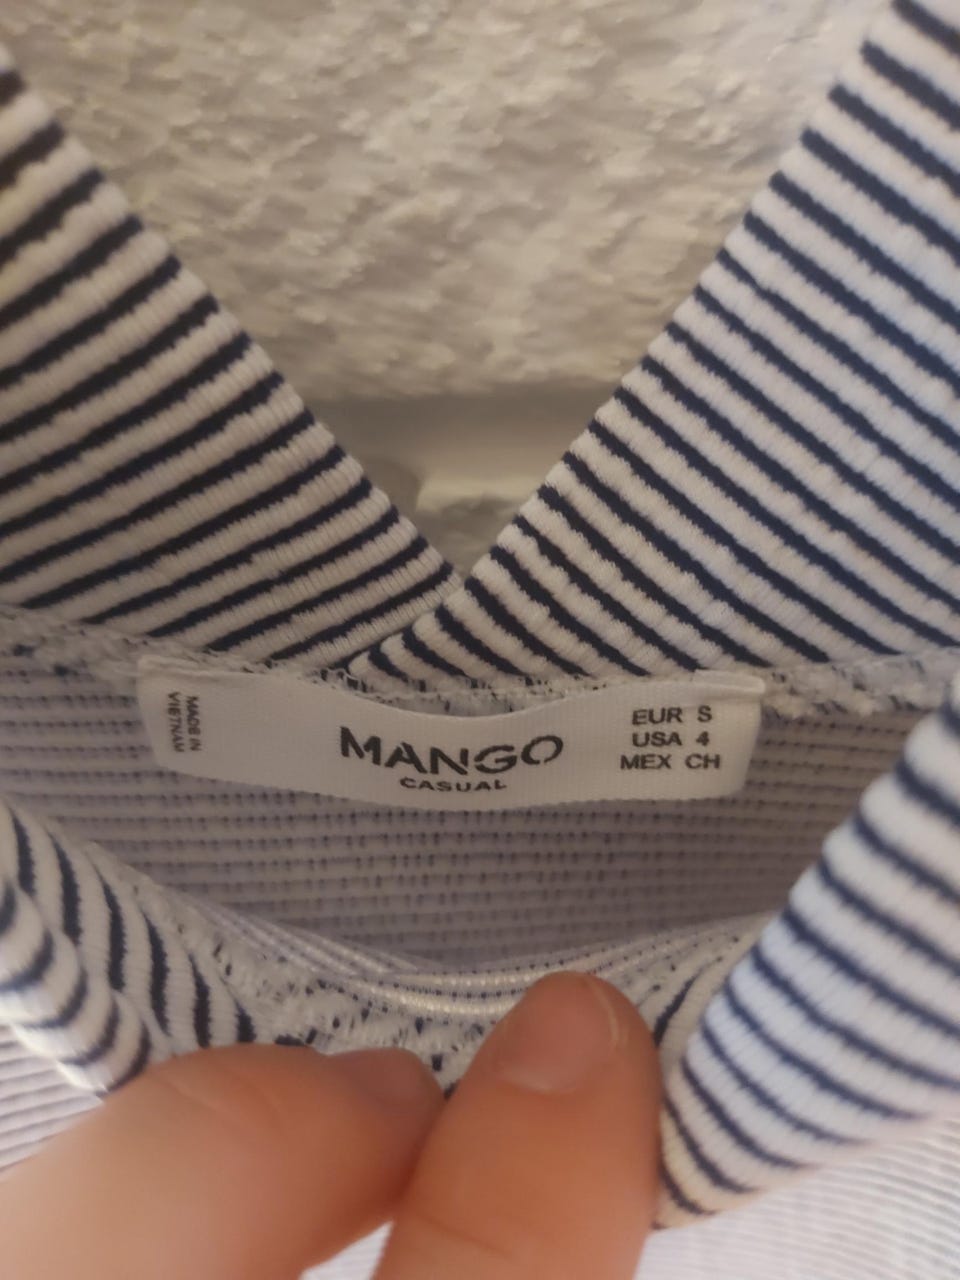 MADE IN
VIETNAM
MANGO
CASUAL
EUR S
USA 4
MEX CH